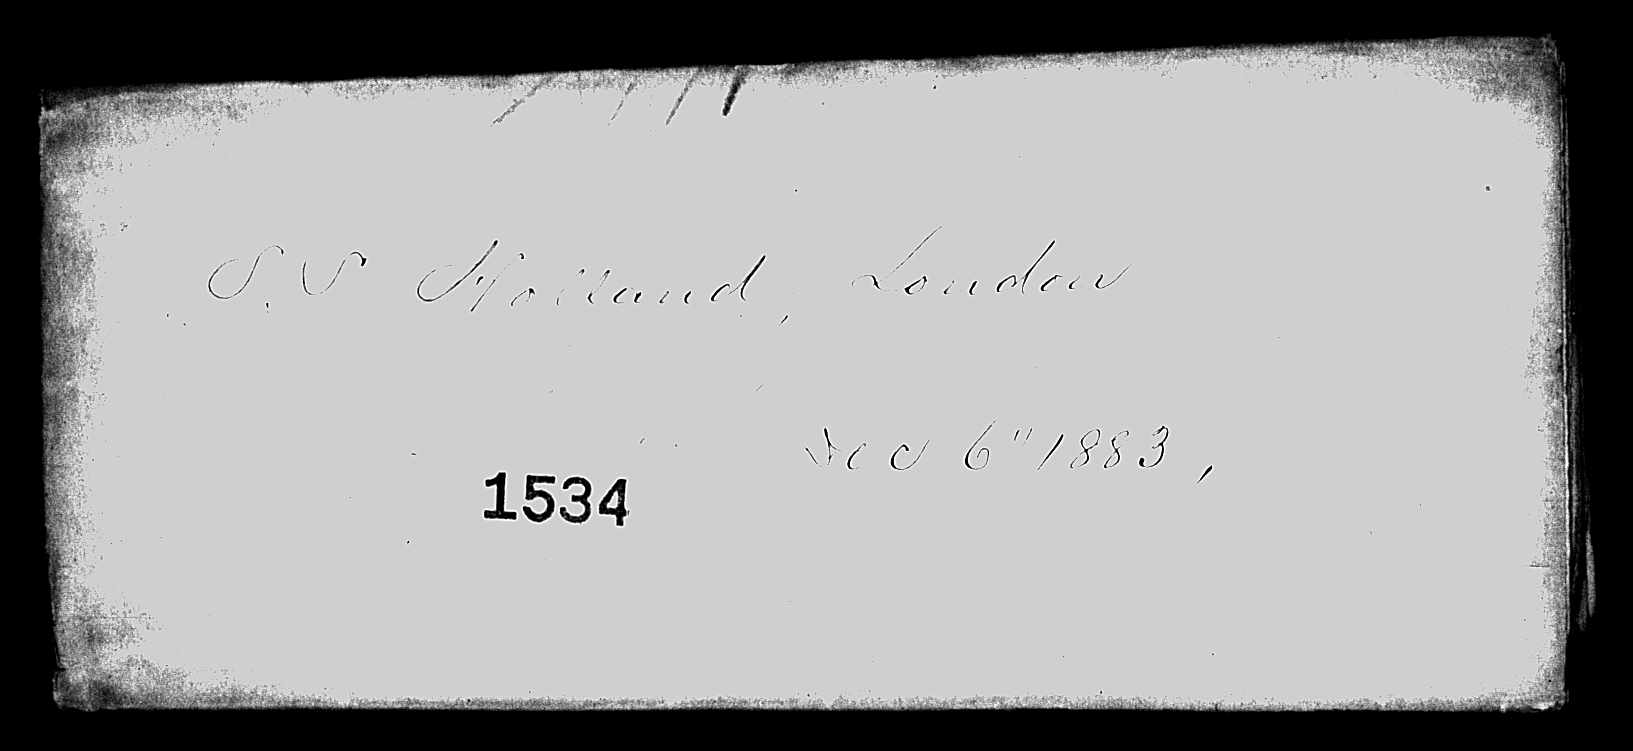 S. S Holland, London
Dec 6" 1883,
1534